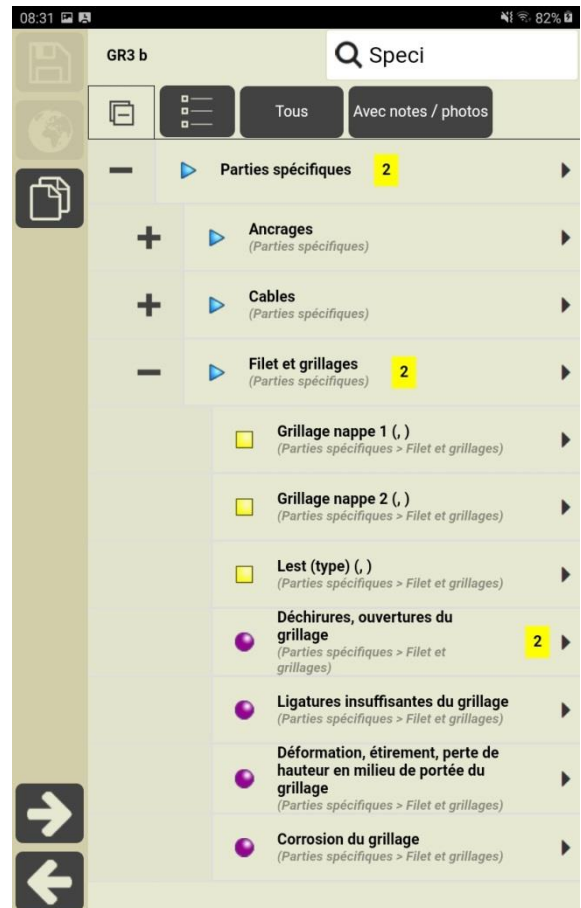 08:31 82%
GR3 b
Speci
Tous
Avec notes / photos
Parties spécifiques 2
Ancrages
(Parties spécifiques)
Cables
(Parties spécifiques)
Filet et grillages 2
(Parties spécifiques)
Grillage nappe 1 (, )
(Parties spécifiques > Filet et grillages)
Grillage nappe 2 (, )
(Parties spécifiques > Filet et grillages)
Lest (type) (, )
(Parties spécifiques > Filet et grillages)
Déchirures, ouvertures du
grillage
(Parties spécifiques > Filet et
grillages)
2
Ligatures insuffisantes du grillage
(Parties spécifiques > Filet et grillages)
Déformation, étirement, perte de
hauteur en milieu de portée du
grillage
(Parties spécifiques > Filet et grillages)
Corrosion du grillage
(Parties spécifiques > Filet et grillages)